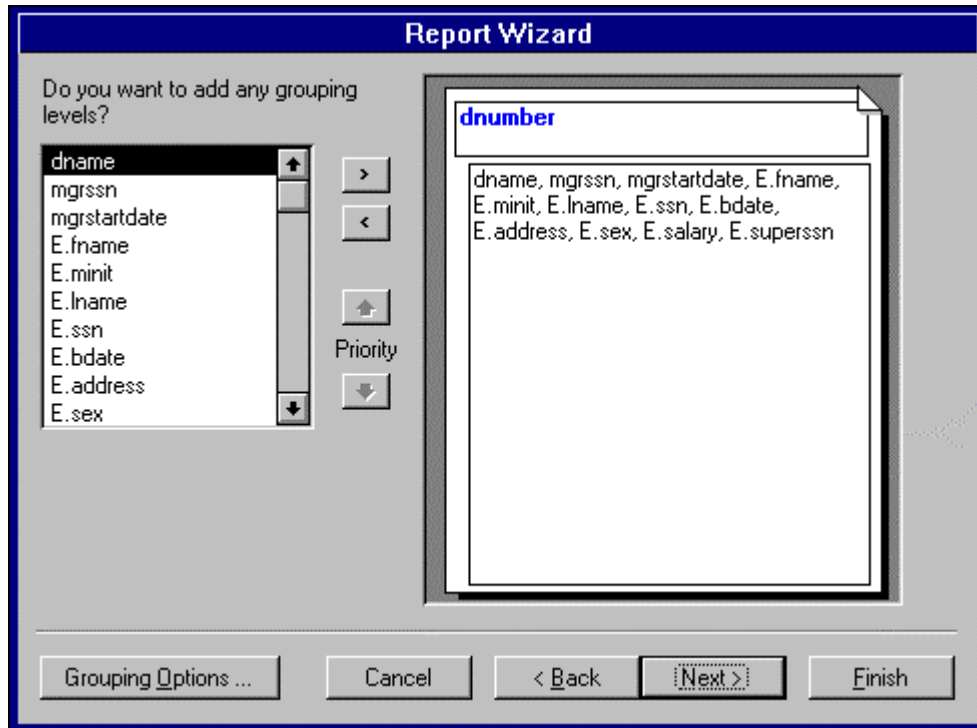 Report Wizard
Do you want to add any grouping
levels?
dname
mgrssn
mgrstartdate
E.fname
E.minit
E.lname
E.ssn
E.bdate
E.address
E.sex
>
<
Priority
dnumber
dname, mgrssn, mgrstartdate, E.fname,
E.minit, E.lname, E.ssn, E.bdate,
E.address, E.sex, E.salary, E.superssn
Grouping Options ...
Cancel
< Back
Next >
Finish